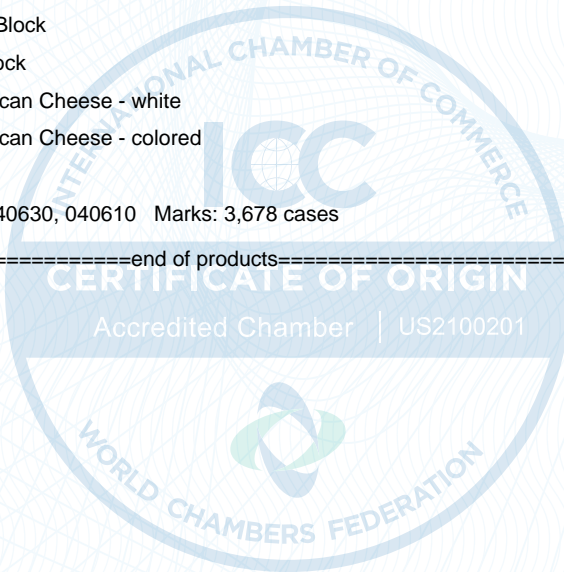 Block
ock
can Cheese - white
can Cheese - colored
40630, 040610   Marks: 3,678 cases
===========end of products=======================
INTERNATIONAL CHAMBER OF COMMERCE
ICC
CERTIFICATE OF ORIGIN
Accredited Chamber | US2100201
WORLD CHAMBERS FEDERATION